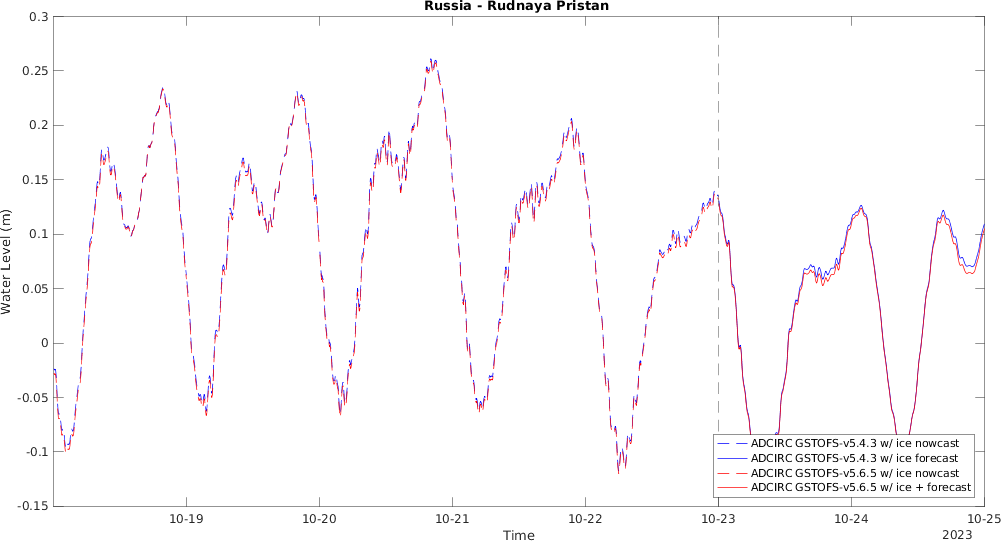 Russia - Rudnaya Pristan
0.3
0.25
0.2
0.15
0.1
0.05
0
-0.05
-0.1
-0.15
Water Level (m)
ADCIRC GSTOFS-v5.4.3 w/ ice nowcast
ADCIRC GSTOFS-v5.4.3 w/ ice forecast
ADCIRC GSTOFS-v5.6.5 w/ ice nowcast
ADCIRC GSTOFS-v5.6.5 w/ ice + forecast
10-19 10-20 10-21 10-22 10-23 10-24 10-25
Time
2023